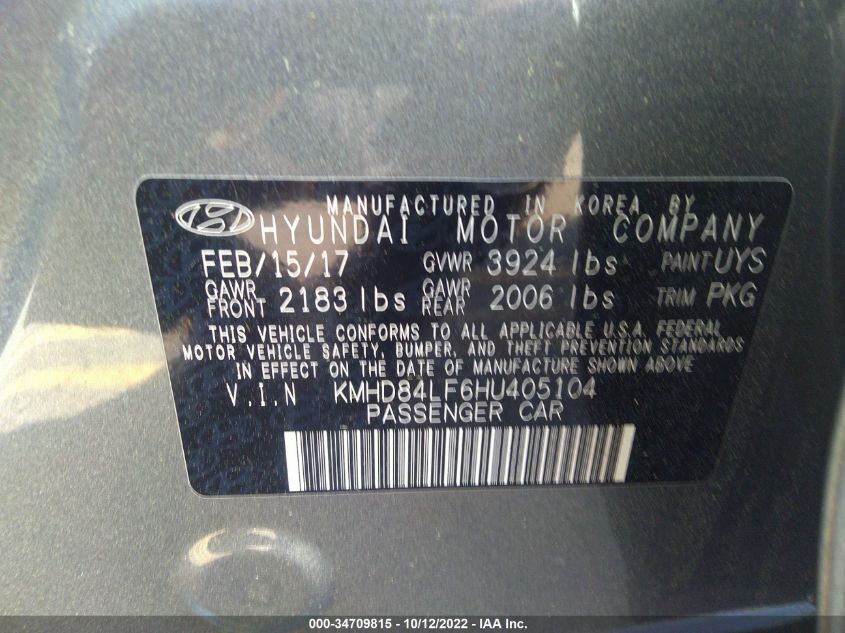 MANUFACTURED IN KOREA BY
HYUNDAI MOTOR COMPANY
FEB/15/17 GVWR 3924 lbs PAINT UYS
GAWR FRONT 2183 lbs GAWR REAR 2006 lbs TRIM PKG
THIS VEHICLE CONFORMS TO ALL APPLICABLE U.S.A. FEDERAL
MOTOR VEHICLE SAFETY, BUMPER, AND THEFT PREVENTION STANDARDS
IN EFFECT ON THE DATE OF MANUFACTURE SHOWN ABOVE
V.I.N KMHD84LF6HU405104
PASSENGER CAR
000-34709815 - 10/12/2022 - IAA Inc.